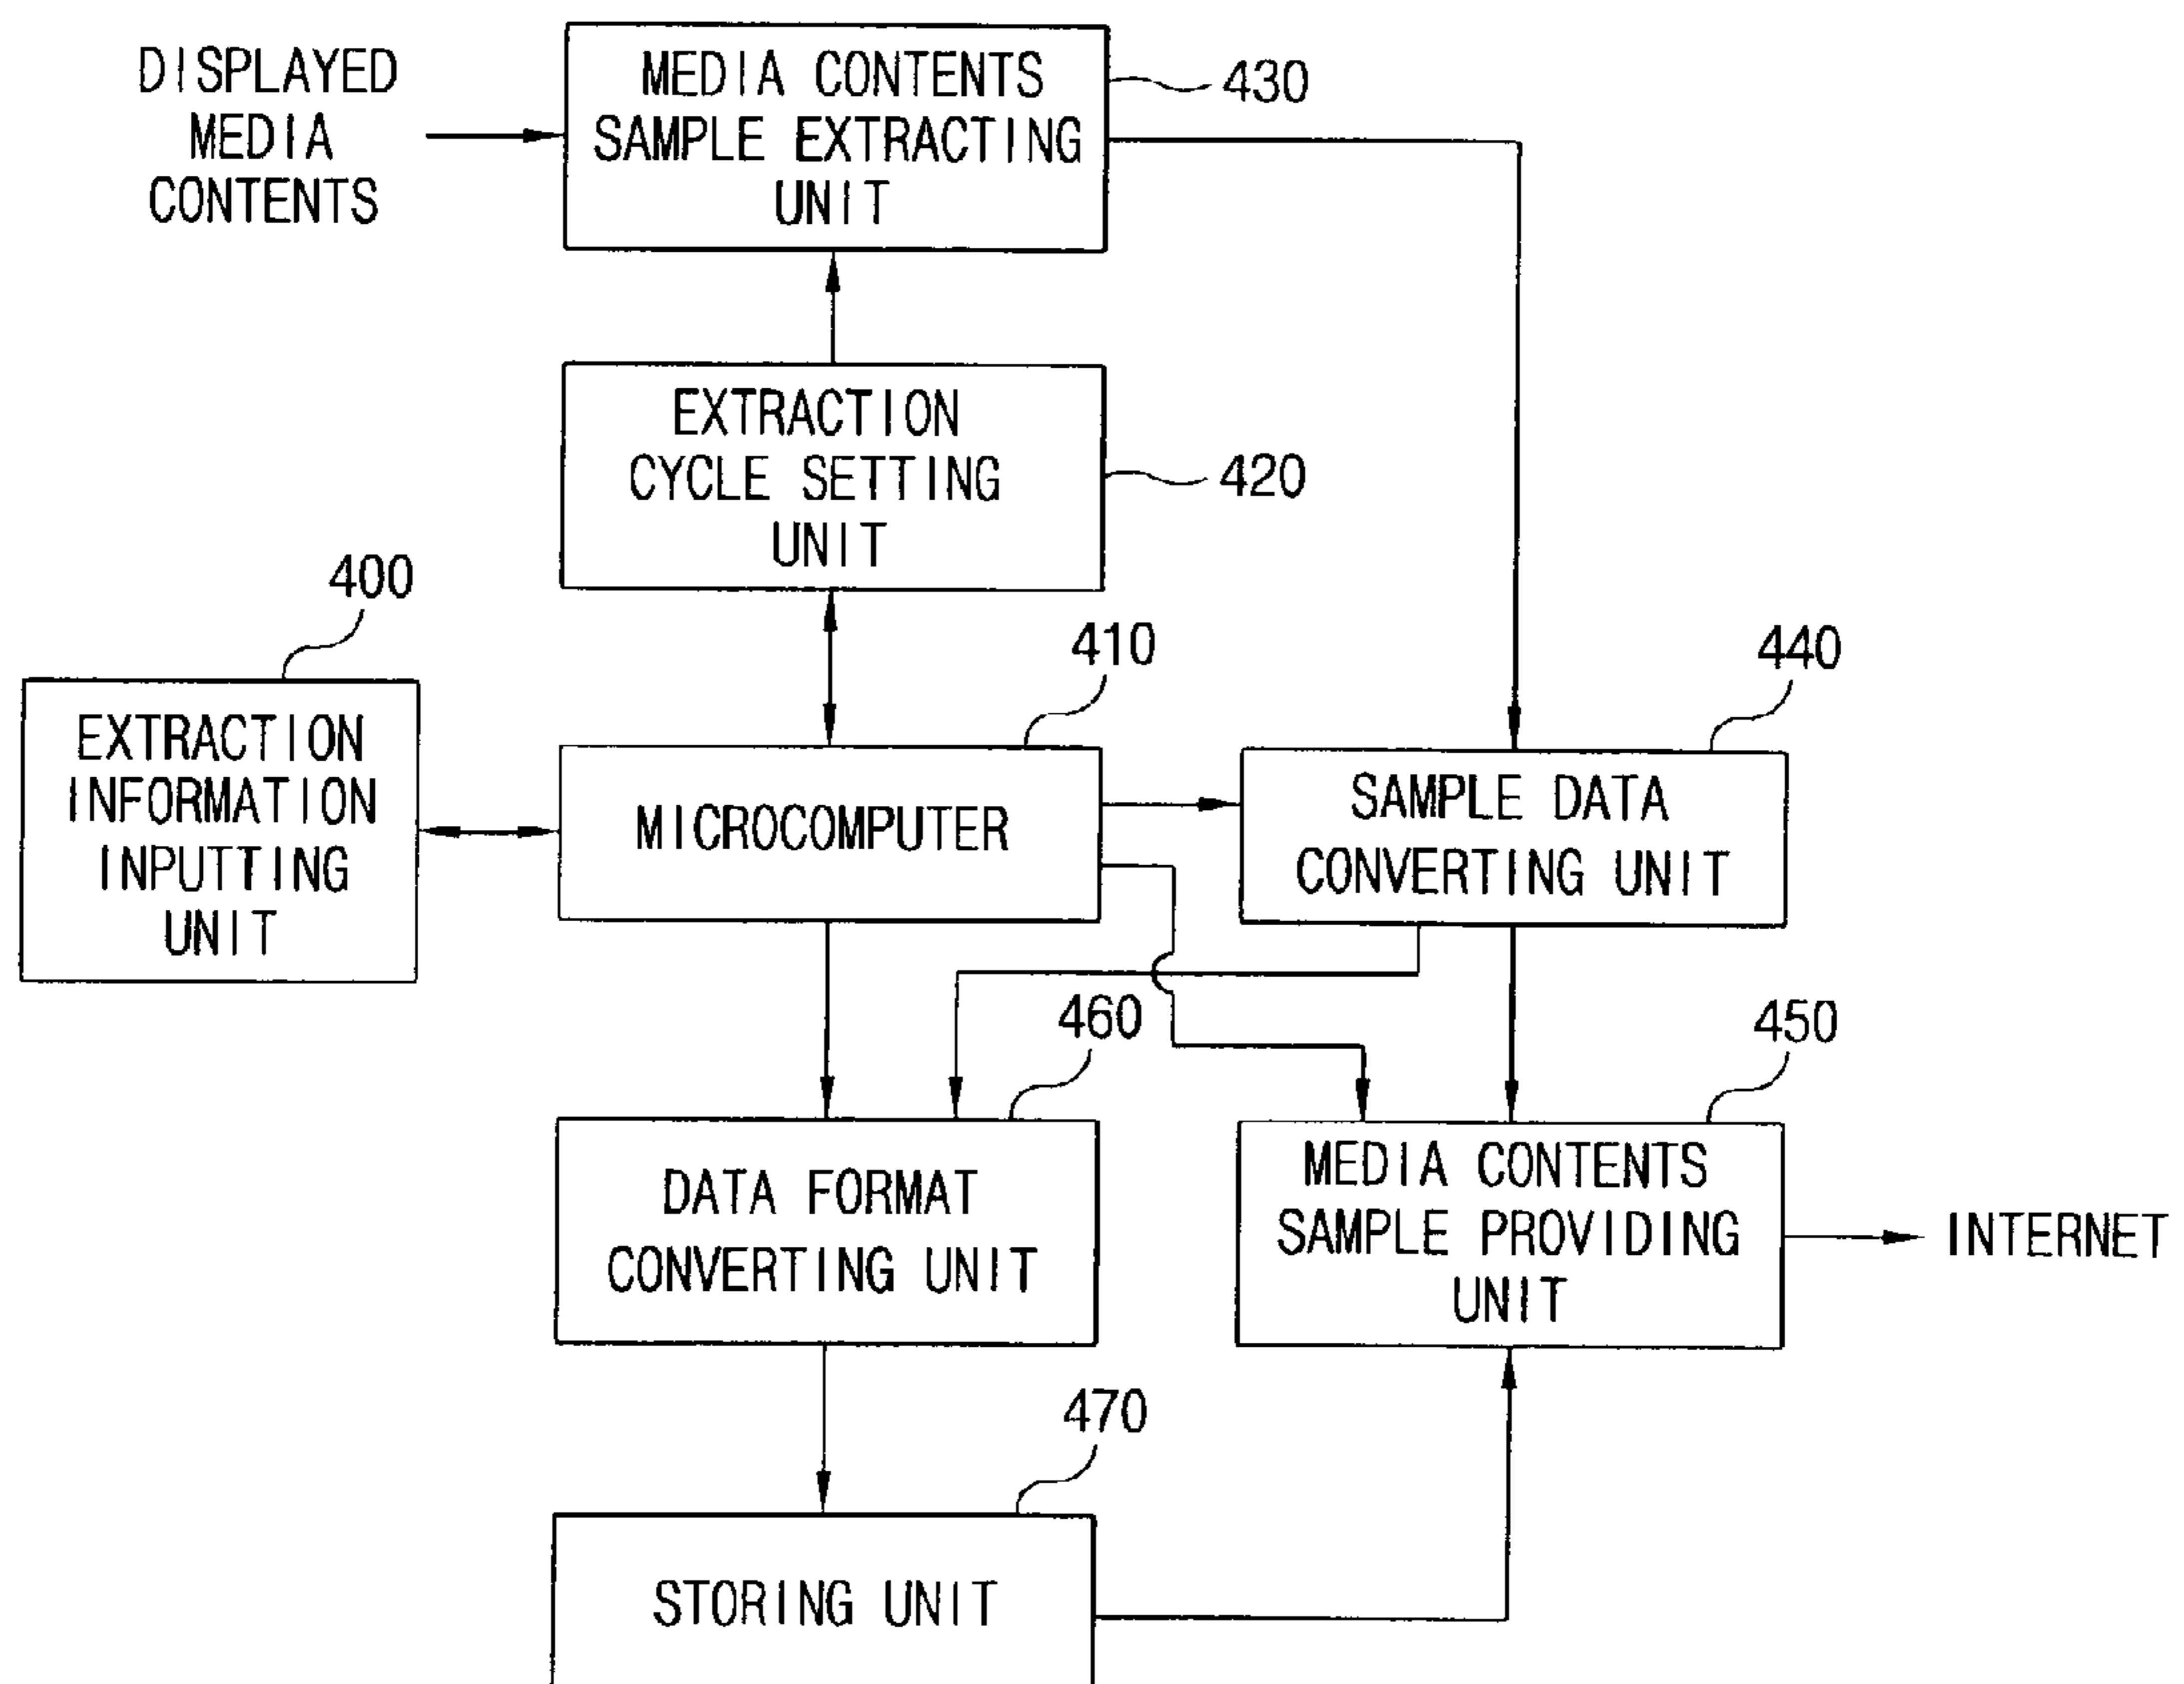 DISPLAYED
MEDIA
CONTENTS
MEDIA CONTENTS
SAMPLE EXTRACTING
UNIT
430
EXTRACTION
CYCLE SETTING
UNIT
420
400
EXTRACTION
INFORMATION
INPUTTING
UNIT
410
MICROCOMPUTER
440
SAMPLE DATA
CONVERTING UNIT
460
DATA FORMAT
CONVERTING UNIT
450
MEDIA CONTENTS
SAMPLE PROVIDING
UNIT
INTERNET
470
STORING UNIT